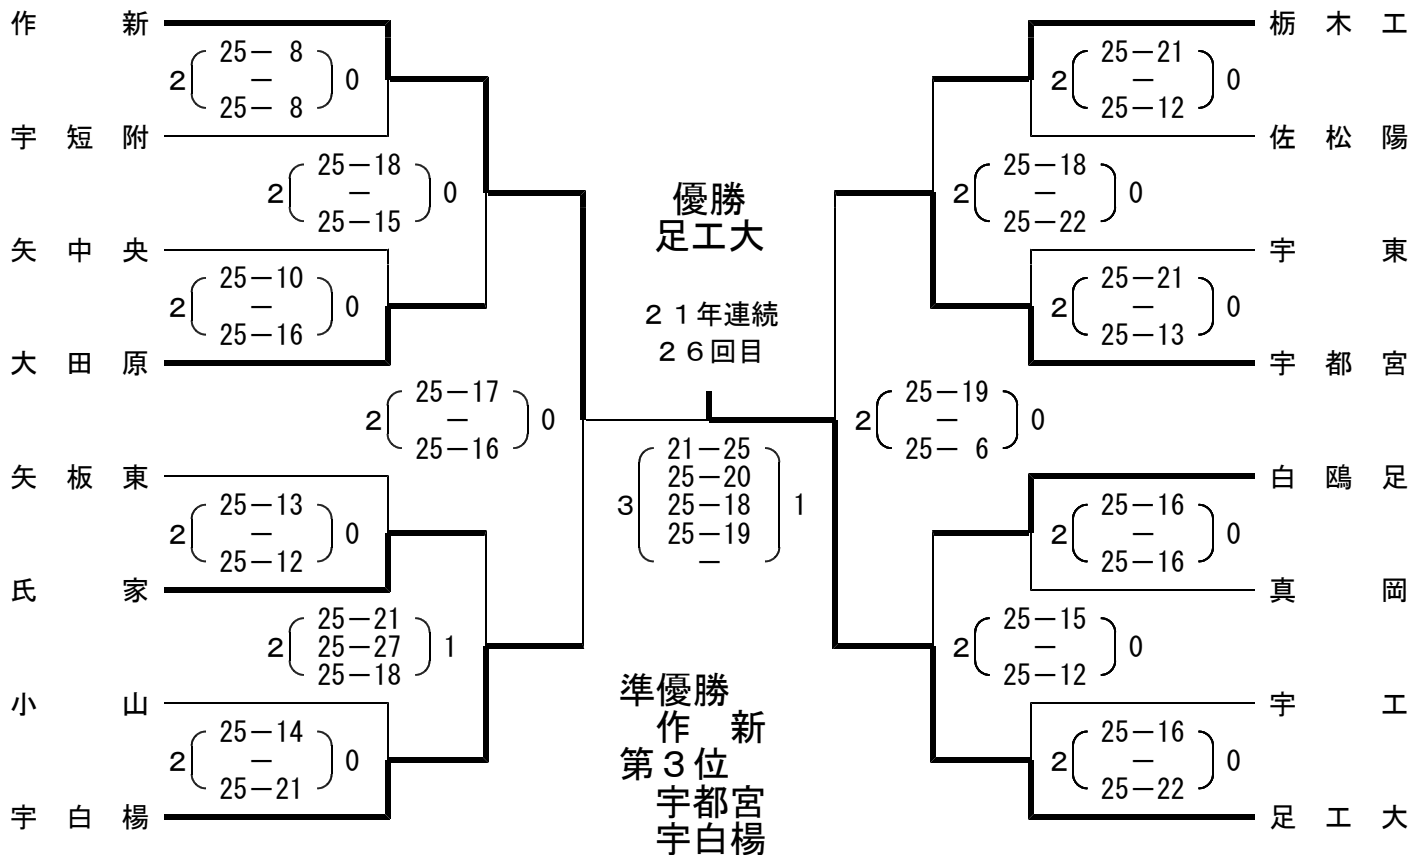 作 新
2 25－ 8 0
－
25－ 8
宇 短 附
2 25－18 0
－
25－15
矢 中 央
2 25－10 0
－
25－16
大 田 原
2 25－17 0
－
25－16
矢 板 東
2 25－13 0
－
25－12
氏 家
25－21
2 25－27 1
25－18
小 山
2 25－14 0
－
25－21
宇 白 楊
優勝
足工大
２１年連続
２６回目
21－25
25－20
3 25－18 1
25－19
－
準優勝
作 新
第３位
宇都宮
宇白楊
栃 木 工
2 25－21 0
－
25－12
佐 松 陽
2 25－18 0
－
25－22
宇 東
2 25－21 0
－
25－13
宇 都 宮
2 25－19 0
－
25－ 6
白 鴎 足
2 25－16 0
－
25－16
真 岡
2 25－15 0
－
25－12
宇 工
2 25－16 0
－
25－22
足 工 大